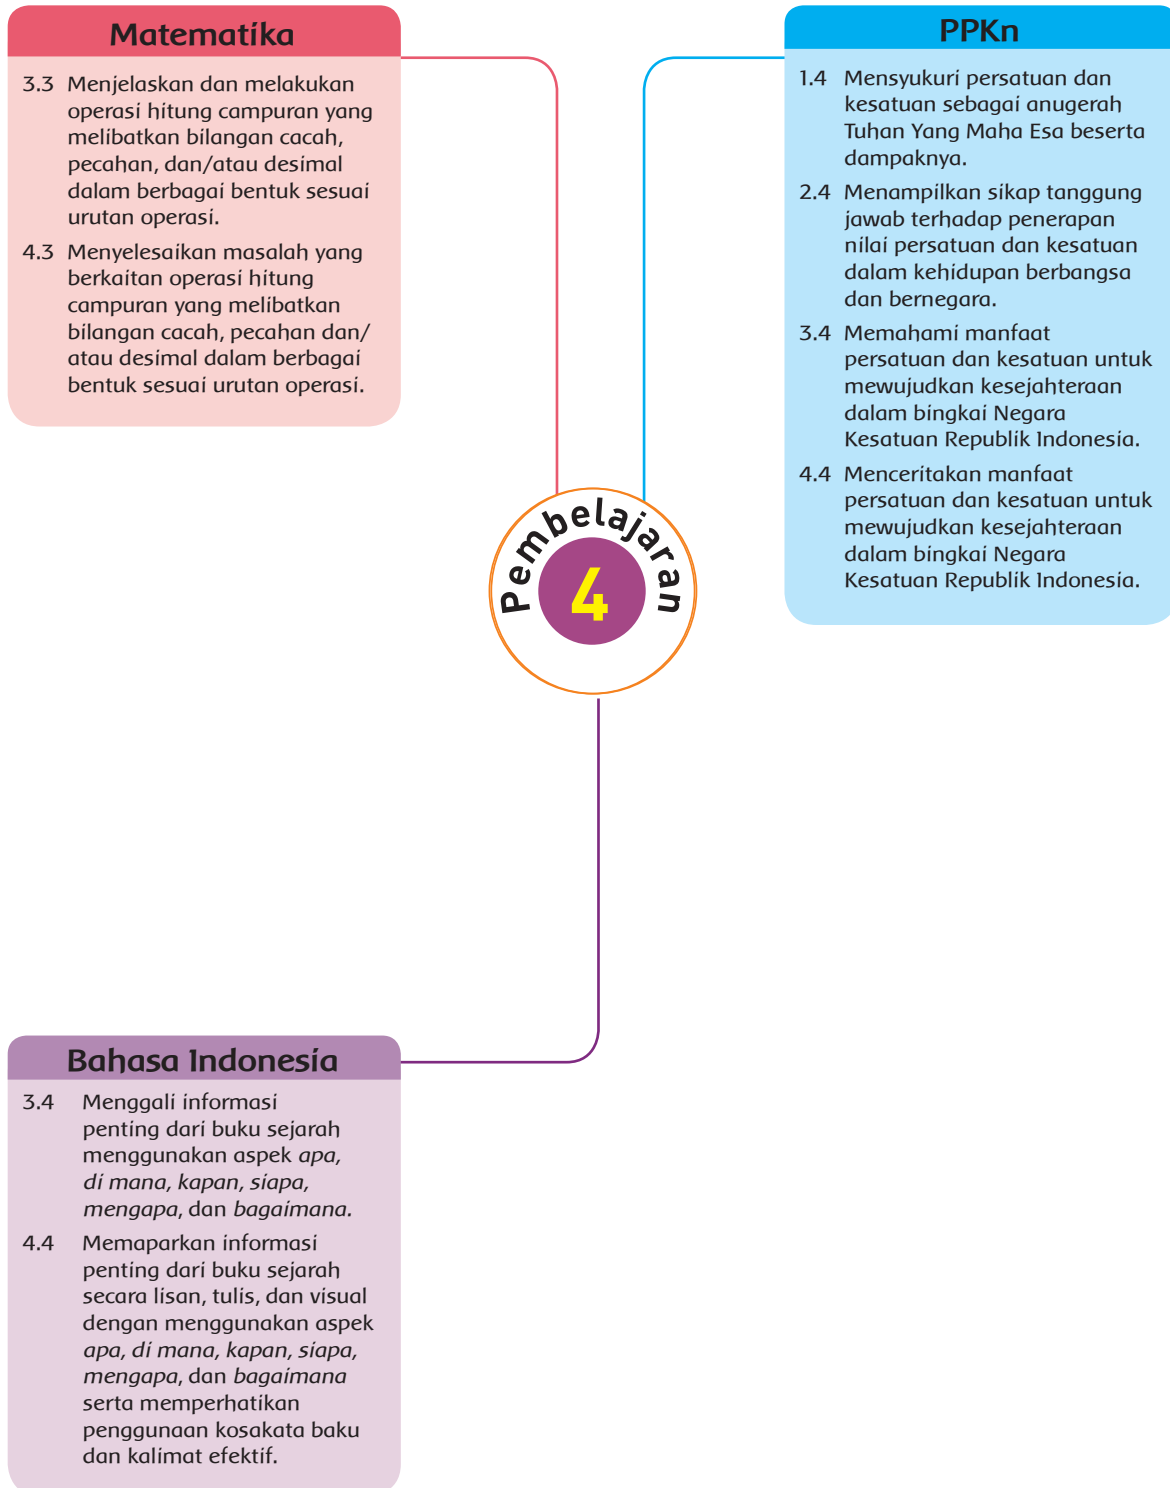 Matematika
3.3 Menjelaskan dan melakukan
operasi hitung campuran yang
melibatkan bilangan cacah,
pecahan, dan/atau desimal
dalam berbagai bentuk sesuai
urutan operasi.
4.3 Menyelesaikan masalah yang
berkaitan operasi hitung
campuran yang melibatkan
bilangan cacah, pecahan dan/
atau desimal dalam berbagai
bentuk sesuai urutan operasi.
PPKn
1.4 Mensyukuri persatuan dan
kesatuan sebagai anugerah
Tuhan Yang Maha Esa beserta
dampaknya.
2.4 Menampilkan sikap tanggung
jawab terhadap penerapan
nilai persatuan dan kesatuan
dalam kehidupan berbangsa
dan bernegara.
3.4 Memahami manfaat
persatuan dan kesatuan untuk
mewujudkan kesejahteraan
dalam bingkai Negara
Kesatuan Republik Indonesia.
4.4 Menceritakan manfaat
persatuan dan kesatuan untuk
mewujudkan kesejahteraan
dalam bingkai Negara
Kesatuan Republik Indonesia.
Pembelajaran
4
Bahasa Indonesia
3.4 Menggali informasi
penting dari buku sejarah
menggunakan aspek apa,
di mana, kapan, siapa,
mengapa, dan bagaimana.
4.4 Memaparkan informasi
penting dari buku sejarah
secara lisan, tulis, dan visual
dengan menggunakan aspek
apa, di mana, kapan, siapa,
mengapa, dan bagaimana
serta memperhatikan
penggunaan kosakata baku
dan kalimat efektif.